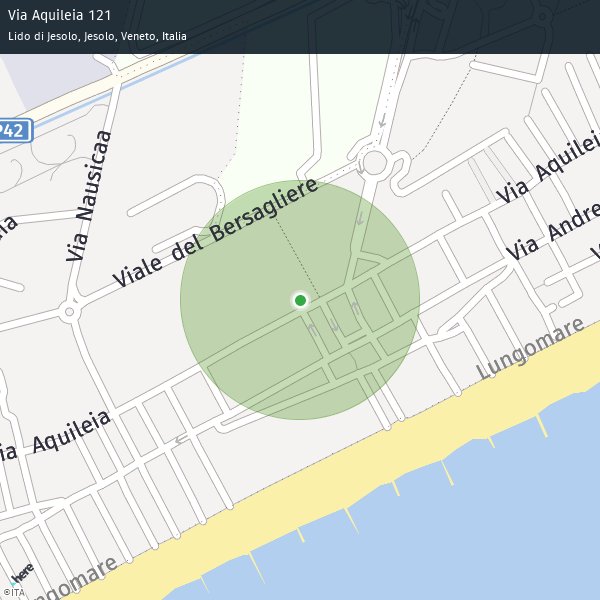 Via Aquileia 121
Lido di Jesolo, Jesolo, Veneto, Italia
P42
Via Nausicaa
Viale del Bersagliere
Via Aquilei
Via Andre
Lungomare
ia Aquileia
ngomare
here
©ITA